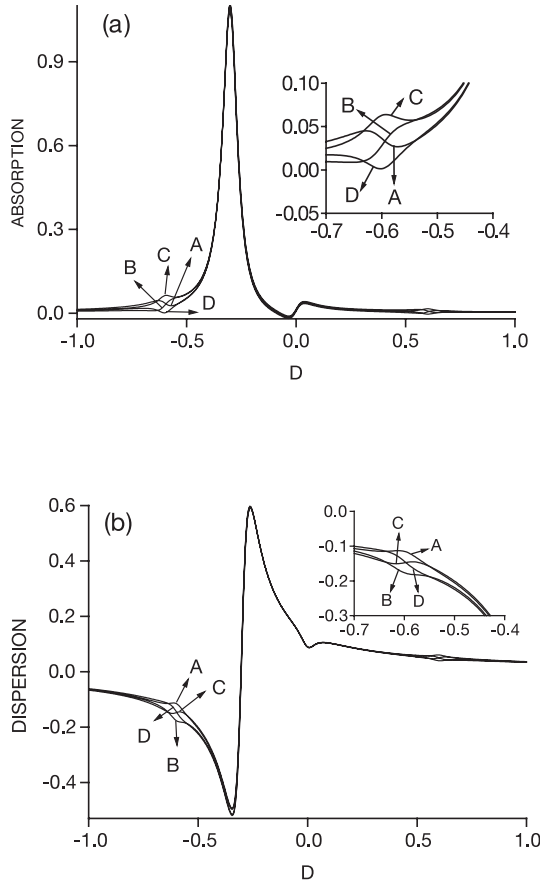 (a)
ABSORPTION
0.9
0.6
0.3
0.0
-1.0 -0.5 0.0 0.5 1.0
D
B C A
D
0.10
0.05
0.00
-0.05
-0.7 -0.6 -0.5 -0.4
B C
D A
(b)
DISPERSION
0.6
0.4
0.2
0.0
-0.2
-0.4
-1.0 -0.5 0.0 0.5 1.0
D
A
C
D
B
0.0
-0.1
-0.2
-0.3
-0.7 -0.6 -0.5 -0.4
C A
B D